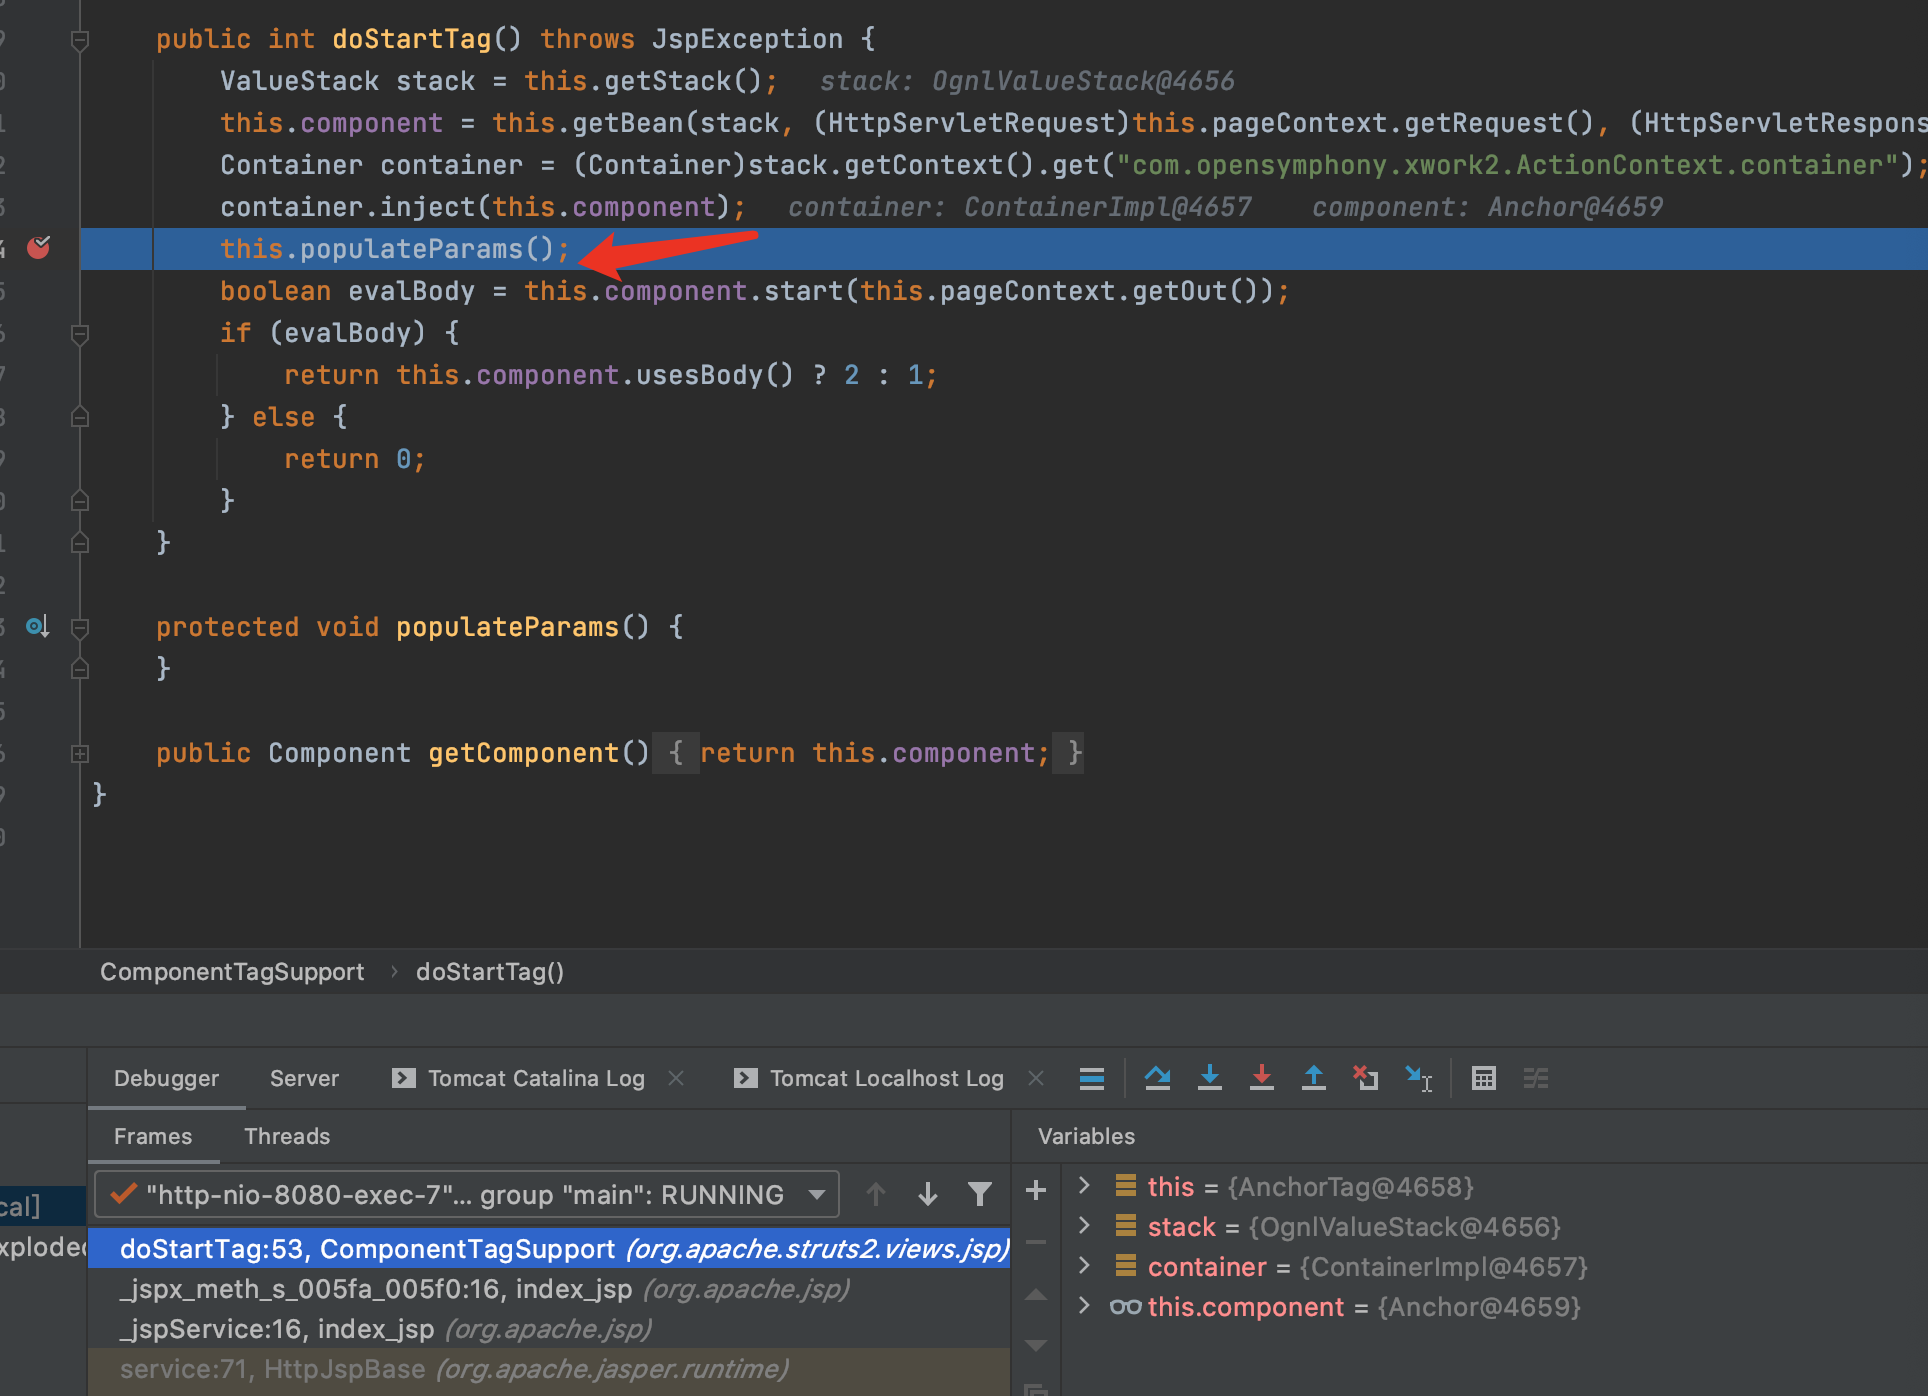 public int doStartTag() throws JspException {
ValueStack stack = this.getStack();   stack: OgnlValueStack@4656
this.component = this.getBean(stack, (HttpServletRequest)this.pageContext.getRequest(), (HttpServletRespons
Container container = (Container)stack.getContext().get("com.opensymphony.xwork2.ActionContext.container");
container.inject(this.component);   container: ContainerImpl@4657   component: Anchor@4659
this.populateParams();
boolean evalBody = this.component.start(this.pageContext.getOut());
if (evalBody) {
return this.component.usesBody() ? 2 : 1;
} else {
return 0;
}
}
protected void populateParams() {
}
public Component getComponent() { return this.component; }
}
ComponentTagSupport › doStartTag()
Debugger Server Tomcat Catalina Log Tomcat Localhost Log
Frames Threads Variables
"http-nio-8080-exec-7"... group "main": RUNNING
cal]
xploded
doStartTag:53, ComponentTagSupport (org.apache.struts2.views.jsp)
_jspx_meth_s_005fa_005f0:16, index_jsp (org.apache.jsp)
_jspService:16, index_jsp (org.apache.jsp)
service:71, HttpJspBase (org.apache.jasper.runtime)
this = {AnchorTag@4658}
stack = {OgnlValueStack@4656}
container = {ContainerImpl@4657}
this.component = {Anchor@4659}